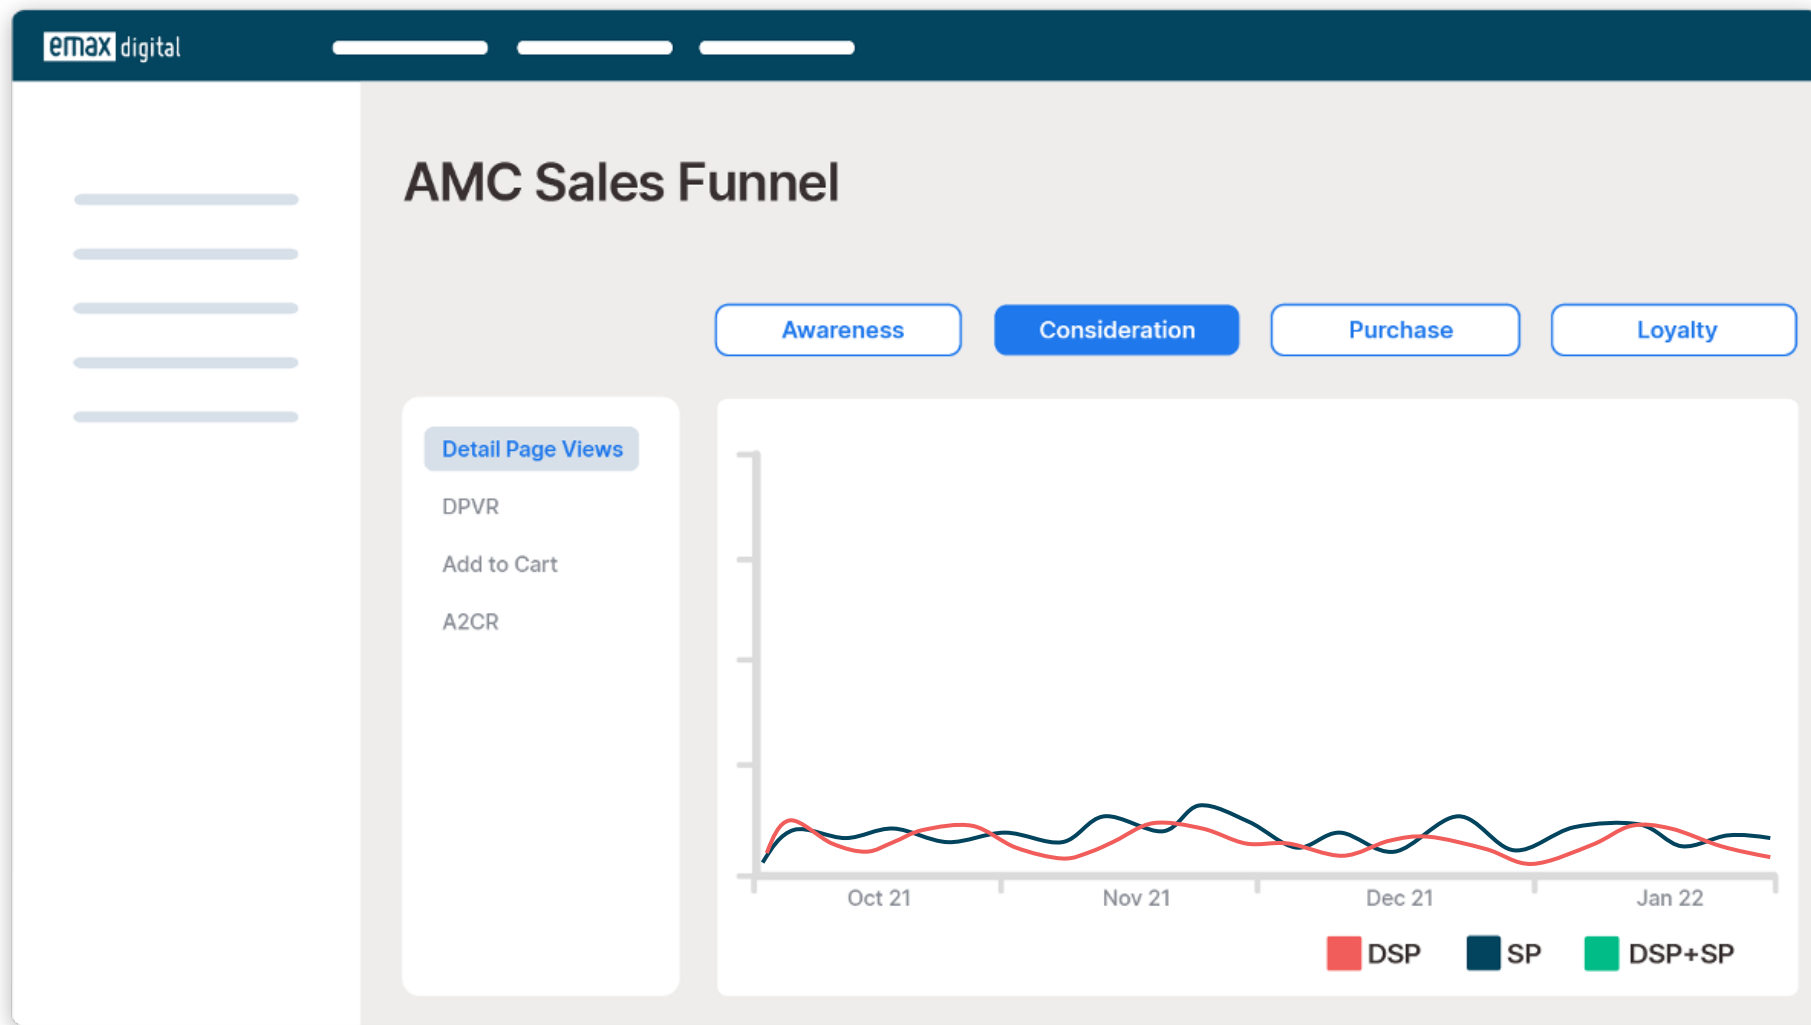 emax digital
AMC Sales Funnel
Awareness
Consideration
Purchase
Loyalty
Detail Page Views
DPVR
Add to Cart
A2CR
Oct 21
Nov 21
Dec 21
Jan 22
DSP
SP
DSP+SP